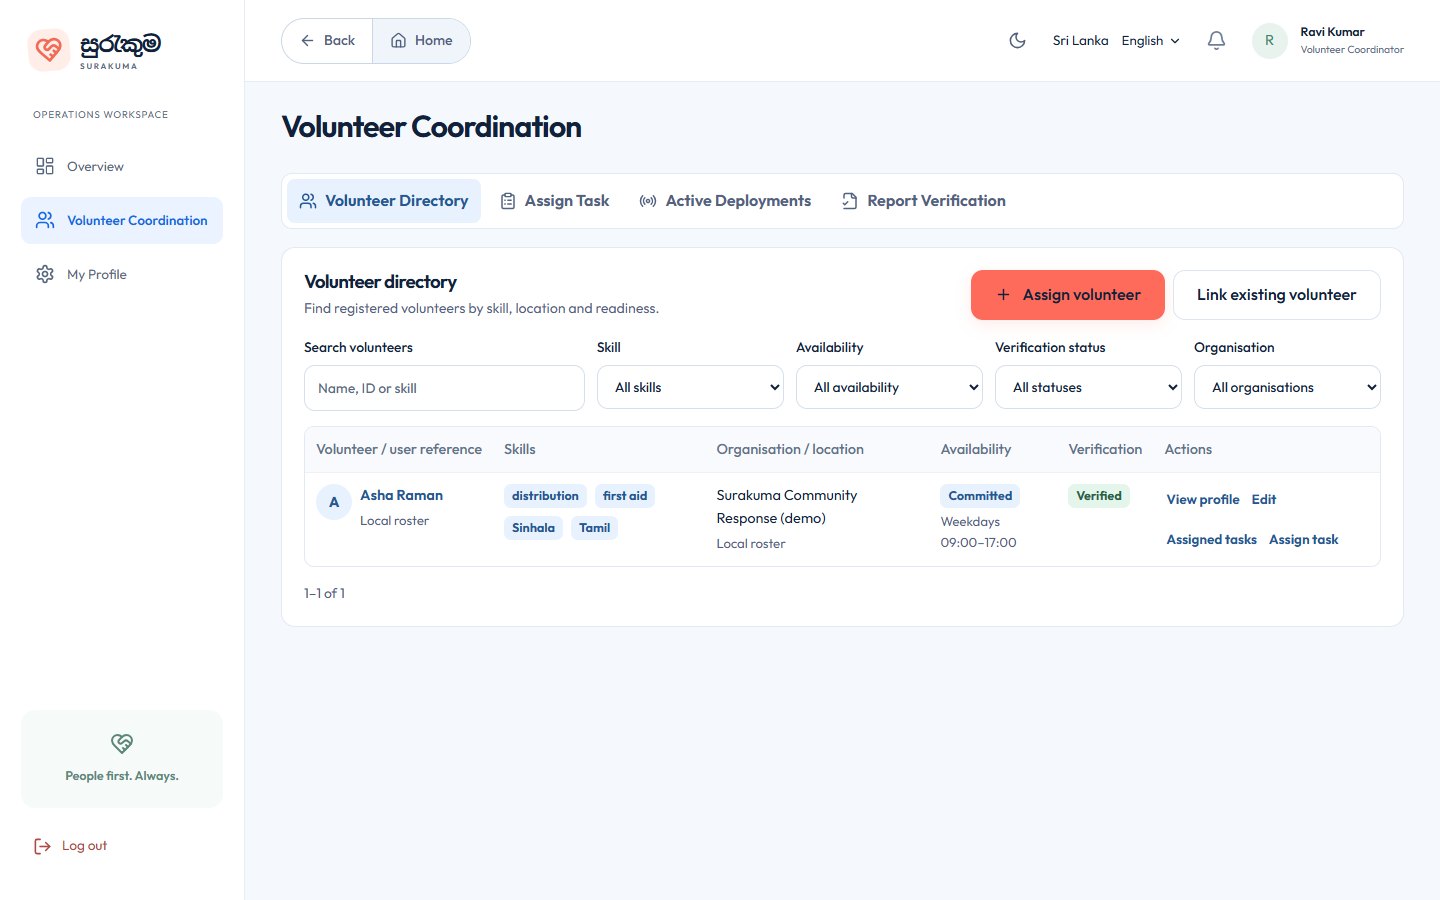 සුරැකුම
SURAKUMA
OPERATIONS WORKSPACE
Overview
Volunteer Coordination
My Profile
People first. Always.
Log out
Back
Home
Sri Lanka
English
R
Ravi Kumar
Volunteer Coordinator
Volunteer Coordination
Volunteer Directory
Assign Task
Active Deployments
Report Verification
Volunteer directory
Find registered volunteers by skill, location and readiness.
Assign volunteer
Link existing volunteer
Search volunteers
Name, ID or skill
Skill
All skills
Availability
All availability
Verification status
All statuses
Organisation
All organisations
Volunteer / user reference
Skills
Organisation / location
Availability
Verification
Actions
A
Asha Raman
Local roster
distribution
first aid
Sinhala
Tamil
Surakuma Community
Response (demo)
Local roster
Committed
Weekdays
09:00–17:00
Verified
View profile
Edit
Assigned tasks
Assign task
1–1 of 1